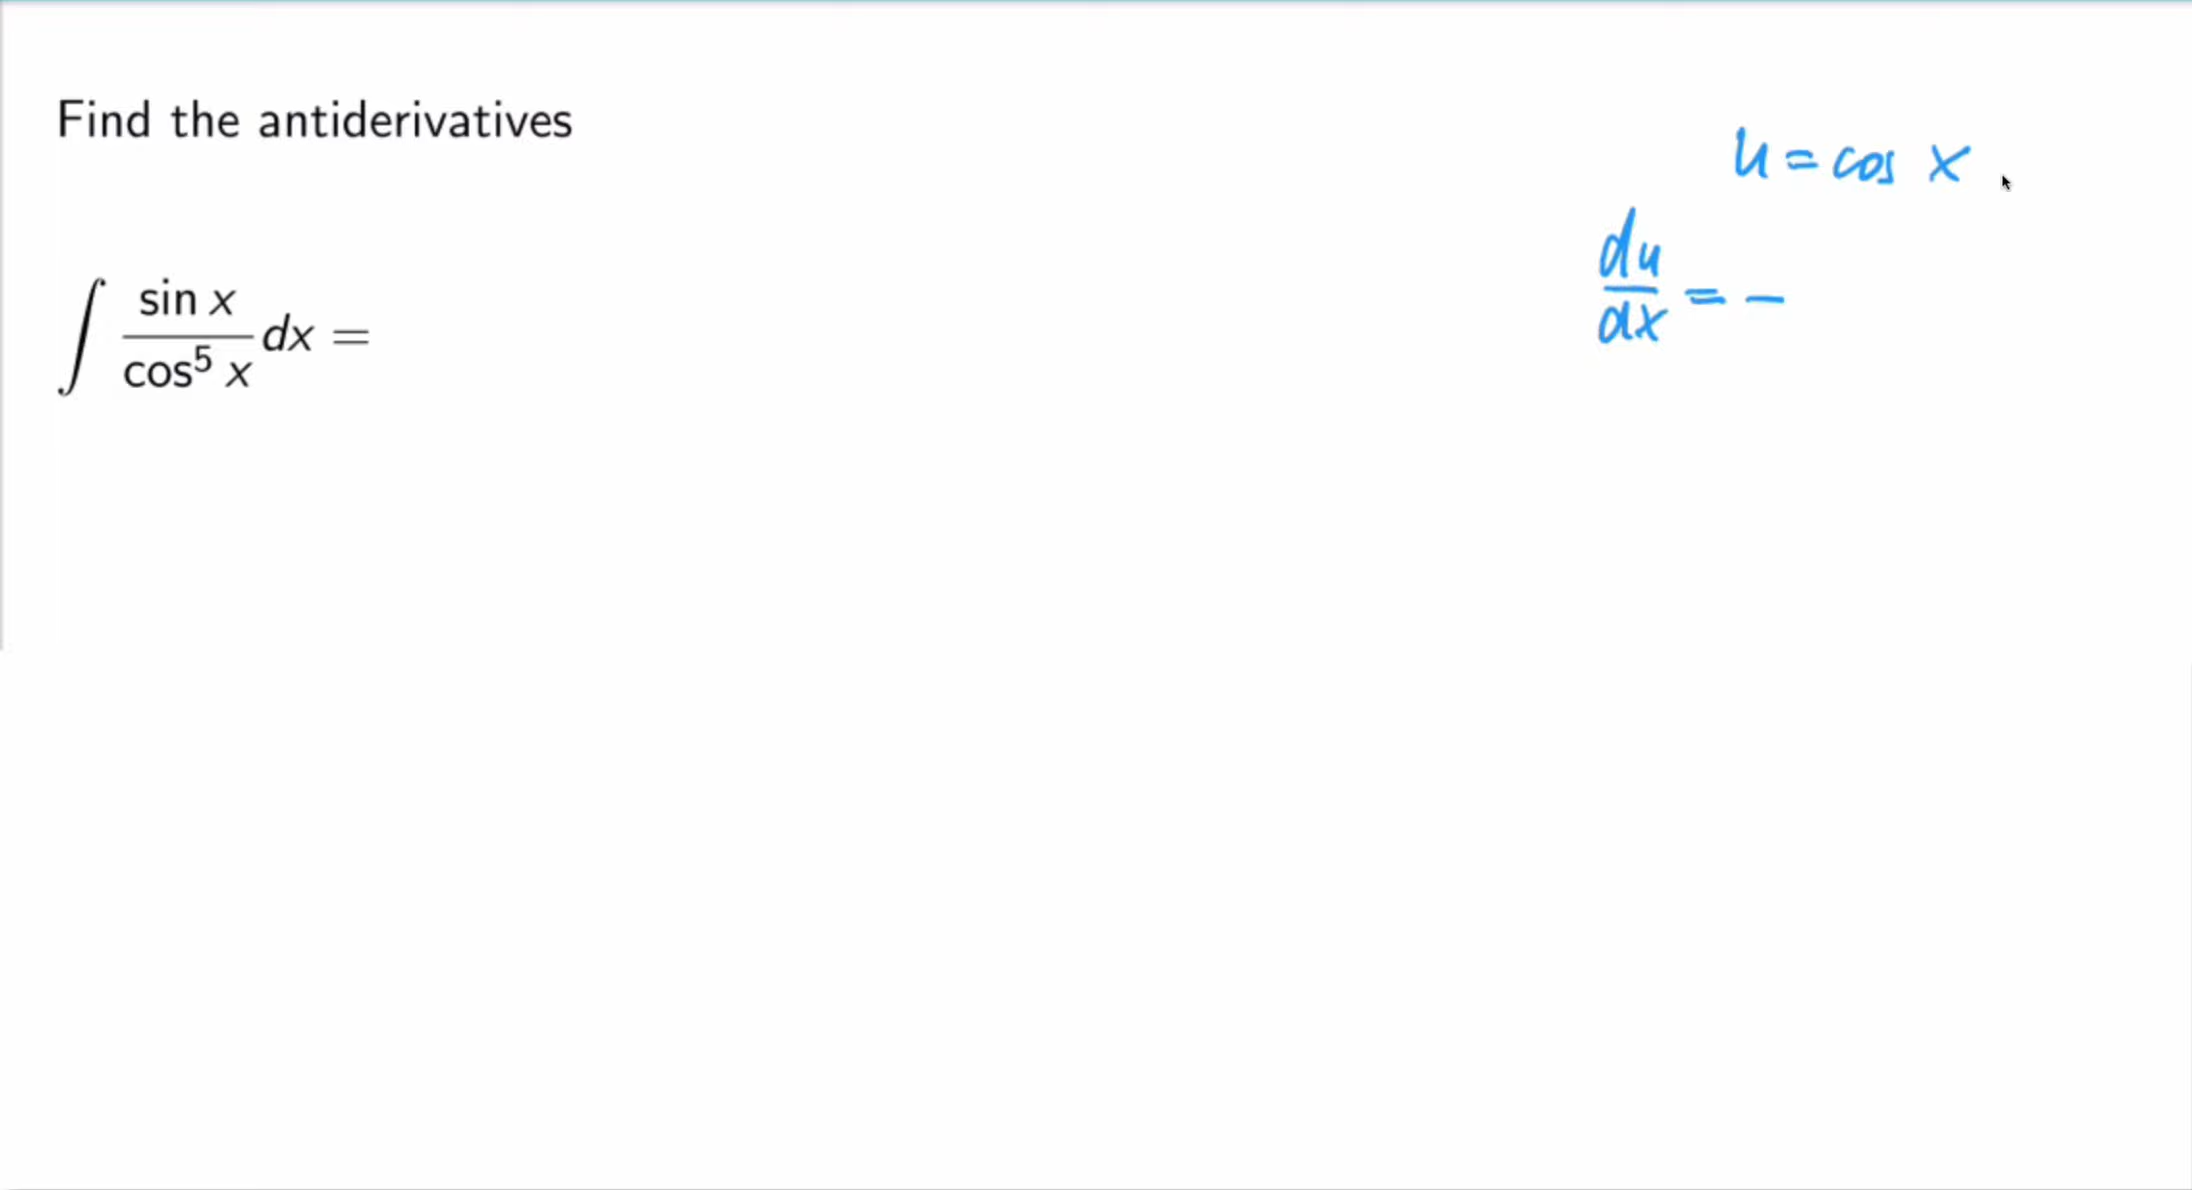 Find the antiderivatives
u = cos x
du/dx = −
∫ sin x / cos⁵ x dx =